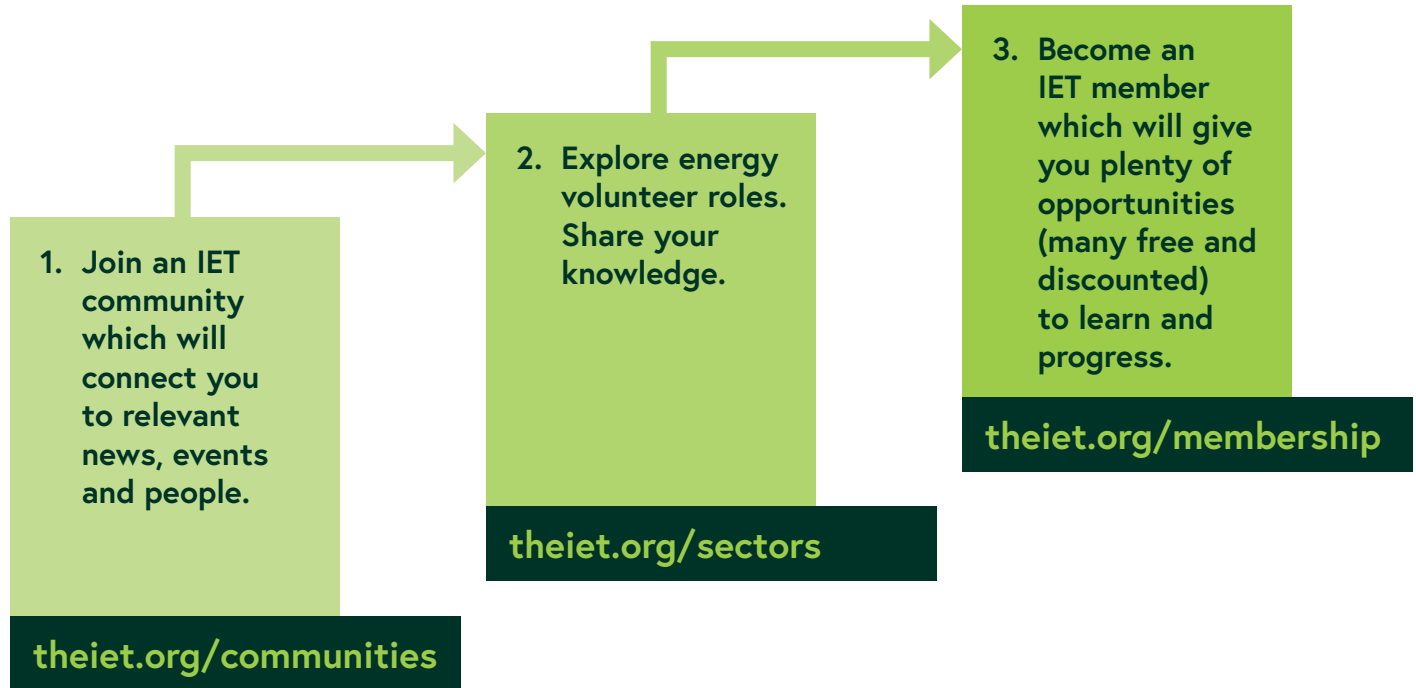 1. Join an IET
community
which will
connect you
to relevant
news, events
and people.
theiet.org/communities
2. Explore energy
volunteer roles.
Share your
knowledge.
theiet.org/sectors
3. Become an
IET member
which will give
you plenty of
opportunities
(many free and
discounted)
to learn and
progress.
theiet.org/membership